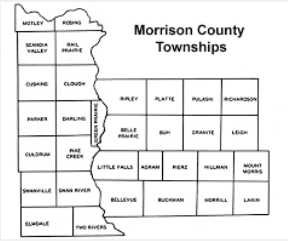 Morrison County
Townships
MOTLEY
ROSING
SCANDIA
VALLEY
RAIL
PRAIRIE
CUSHING
CLOUGH
RIPLEY
PLATTE
PULASKI
RICHARDSON
PARKER
DARLING
GREEN PRAIRIE
BELLE
PRAIRIE
BUH
GRANITE
LEIGH
CULDRUM
PIKE
CREEK
LITTLE FALLS
AGRAM
PIERZ
HILLMAN
MOUNT
MORRIS
SWANVILLE
SWAN RIVER
BELLEVUE
BUCKMAN
MORRILL
LAKIN
ELMDALE
TWO RIVERS